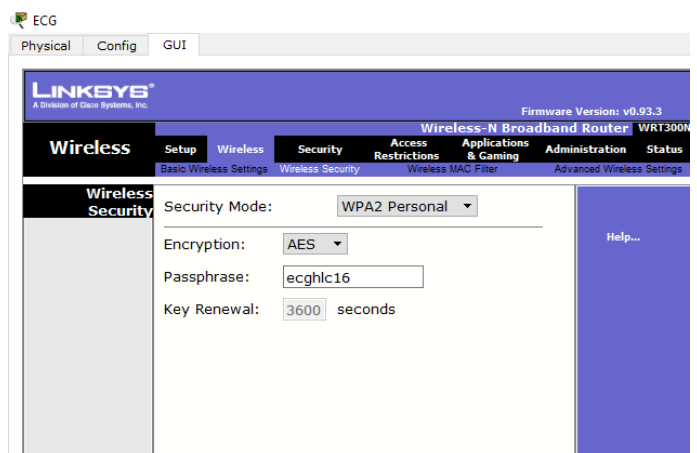 ECG
Physical Config GUI
LINKSYS®
A Division of Cisco Systems, Inc.
Firmware Version: v0.93.3
Wireless-N Broadband Router WRT300N
Wireless
Setup Wireless Security Access Restrictions Applications & Gaming Administration Status
Basic Wireless Settings Wireless Security Wireless MAC Filter Advanced Wireless Settings
Wireless Security
Security Mode: WPA2 Personal
Help...
Encryption: AES
Passphrase: ecghlc16
Key Renewal: 3600 seconds